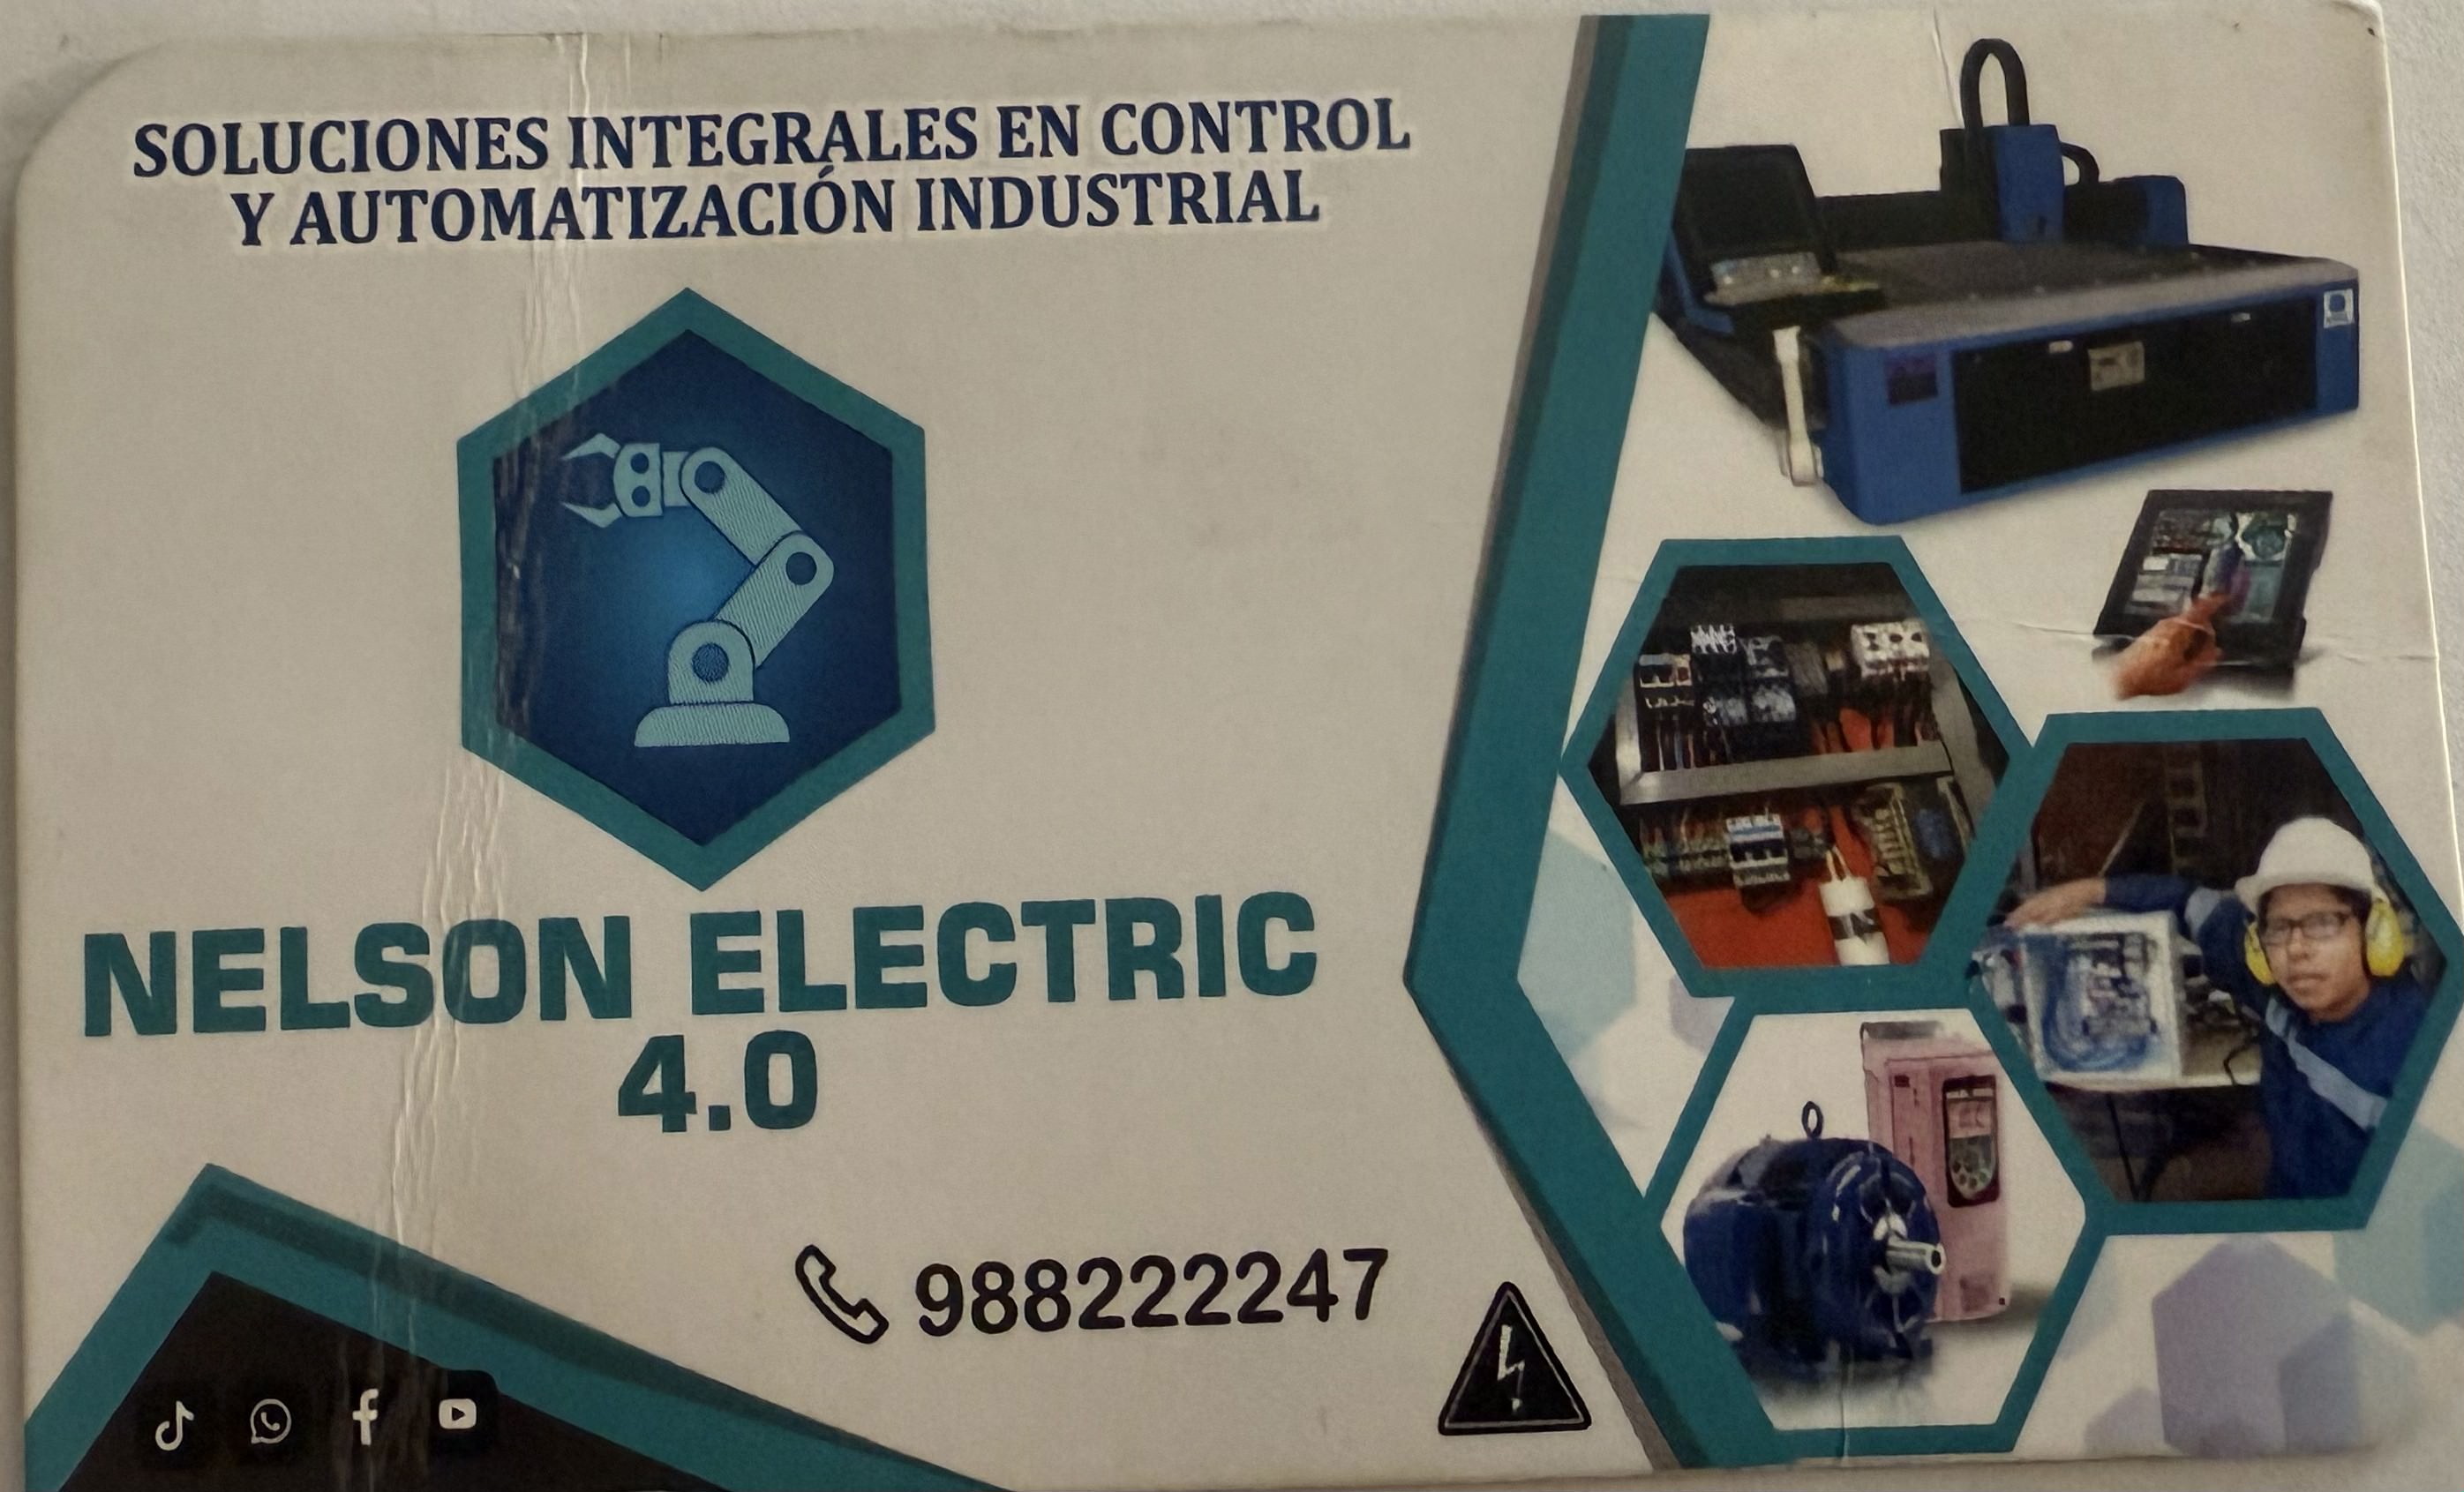 SOLUCIONES INTEGRALES EN CONTROL
Y AUTOMATIZACIÓN INDUSTRIAL
NELSON ELECTRIC
4.0
988222247